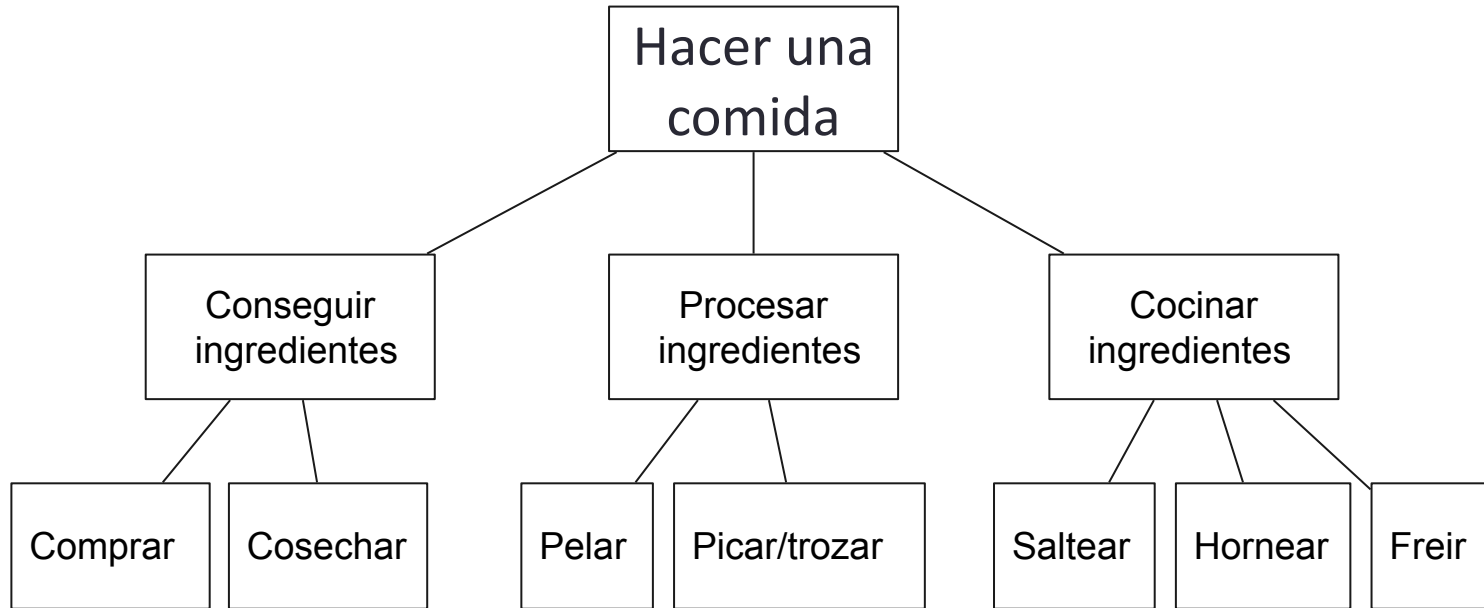 Hacer una
comida
Conseguir
ingredientes
Procesar
ingredientes
Cocinar
ingredientes
Comprar
Cosechar
Pelar
Picar/trozar
Saltear
Hornear
Freir